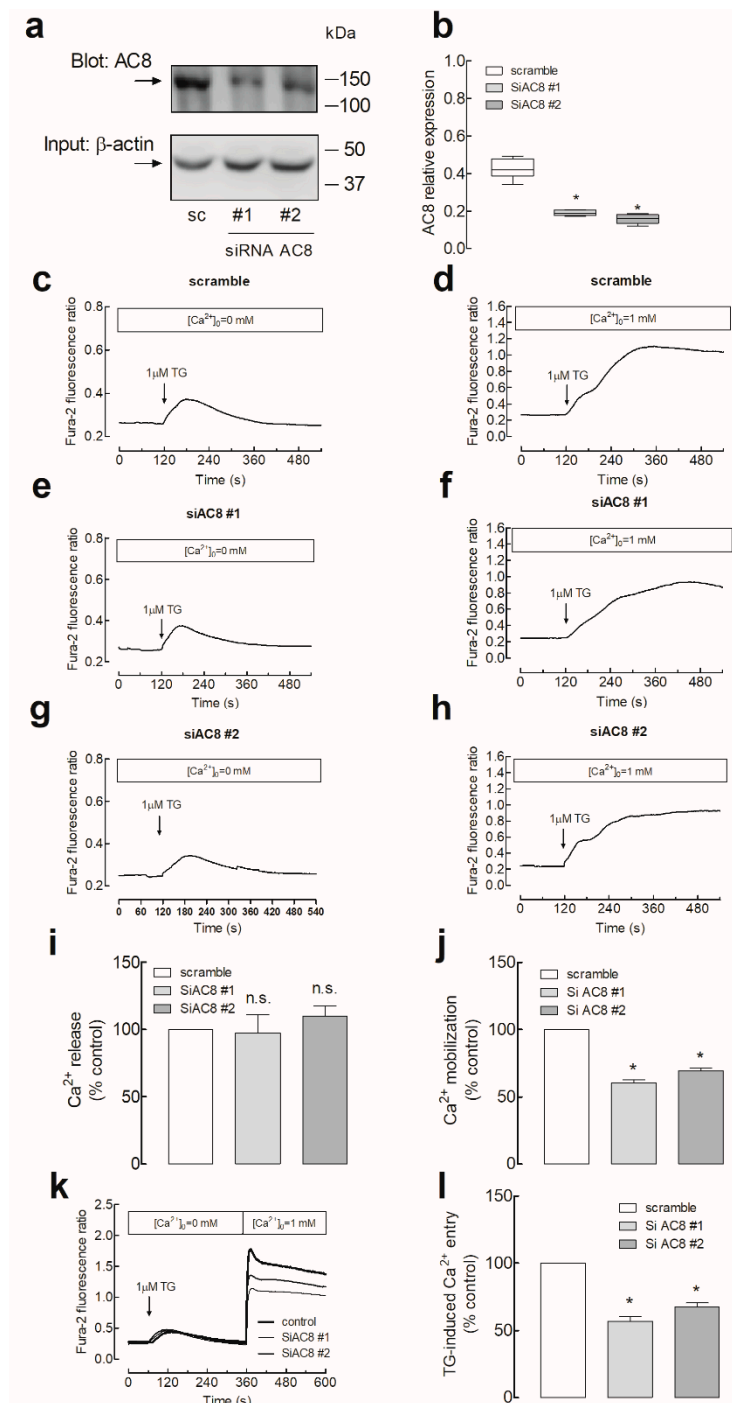 a
kDa
Blot: AC8
–150
–100
Input: β-actin
– 50
– 37
sc #1 #2
siRNA AC8
b
scramble
SiAC8 #1
SiAC8 #2
AC8 relative expression
1.0
0.8
0.6
0.4
0.2
0.0
* *
c
scramble
Fura-2 fluorescence ratio
0.8
0.6
0.4
0.2
[Ca²⁺]₀=0 mM
1μM TG
0 120 240 360 480
Time (s)
d
scramble
Fura-2 fluorescence ratio
1.6
1.4
1.2
1.0
0.8
0.6
0.4
0.2
0.0
[Ca²⁺]₀=1 mM
1μM TG
0 120 240 360 480
Time (s)
e
siAC8 #1
Fura-2 fluorescence ratio
0.8
0.6
0.4
0.2
[Ca²⁺]₀=0 mM
1μM TG
0 120 240 360 480
Time (s)
f
siAC8 #1
Fura-2 fluorescence ratio
1.6
1.4
1.2
1.0
0.8
0.6
0.4
0.2
0.0
[Ca²⁺]₀=1 mM
1μM TG
0 120 240 360 480
Time (s)
g
siAC8 #2
Fura-2 fluorescence ratio
0.8
0.6
0.4
0.2
[Ca²⁺]₀=0 mM
1μM TG
0 60 120 180 240 300 360 420 480 540
Time (s)
h
siAC8 #2
Fura-2 fluorescence ratio
1.6
1.4
1.2
1.0
0.8
0.6
0.4
0.2
0.0
[Ca²⁺]₀=1 mM
1μM TG
0 120 240 360 480
Time (s)
i
Ca²⁺ release
(% control)
150
100
50
0
scramble
SiAC8 #1
SiAC8 #2
n.s. n.s.
j
Ca²⁺ mobilization
(% control)
150
100
50
0
scramble
Si AC8 #1
Si AC8 #2
* *
k
Fura-2 fluorescence ratio
2.5
2.0
1.5
1.0
0.5
0.0
[Ca²⁺]₀=0 mM [Ca²⁺]₀=1 mM
1μM TG
control
SiAC8 #1
SiAC8 #2
0 120 240 360 480 600
Time (s)
l
TG-induced Ca²⁺ entry
(% control)
150
100
50
0
scramble
Si AC8 #1
Si AC8 #2
* *